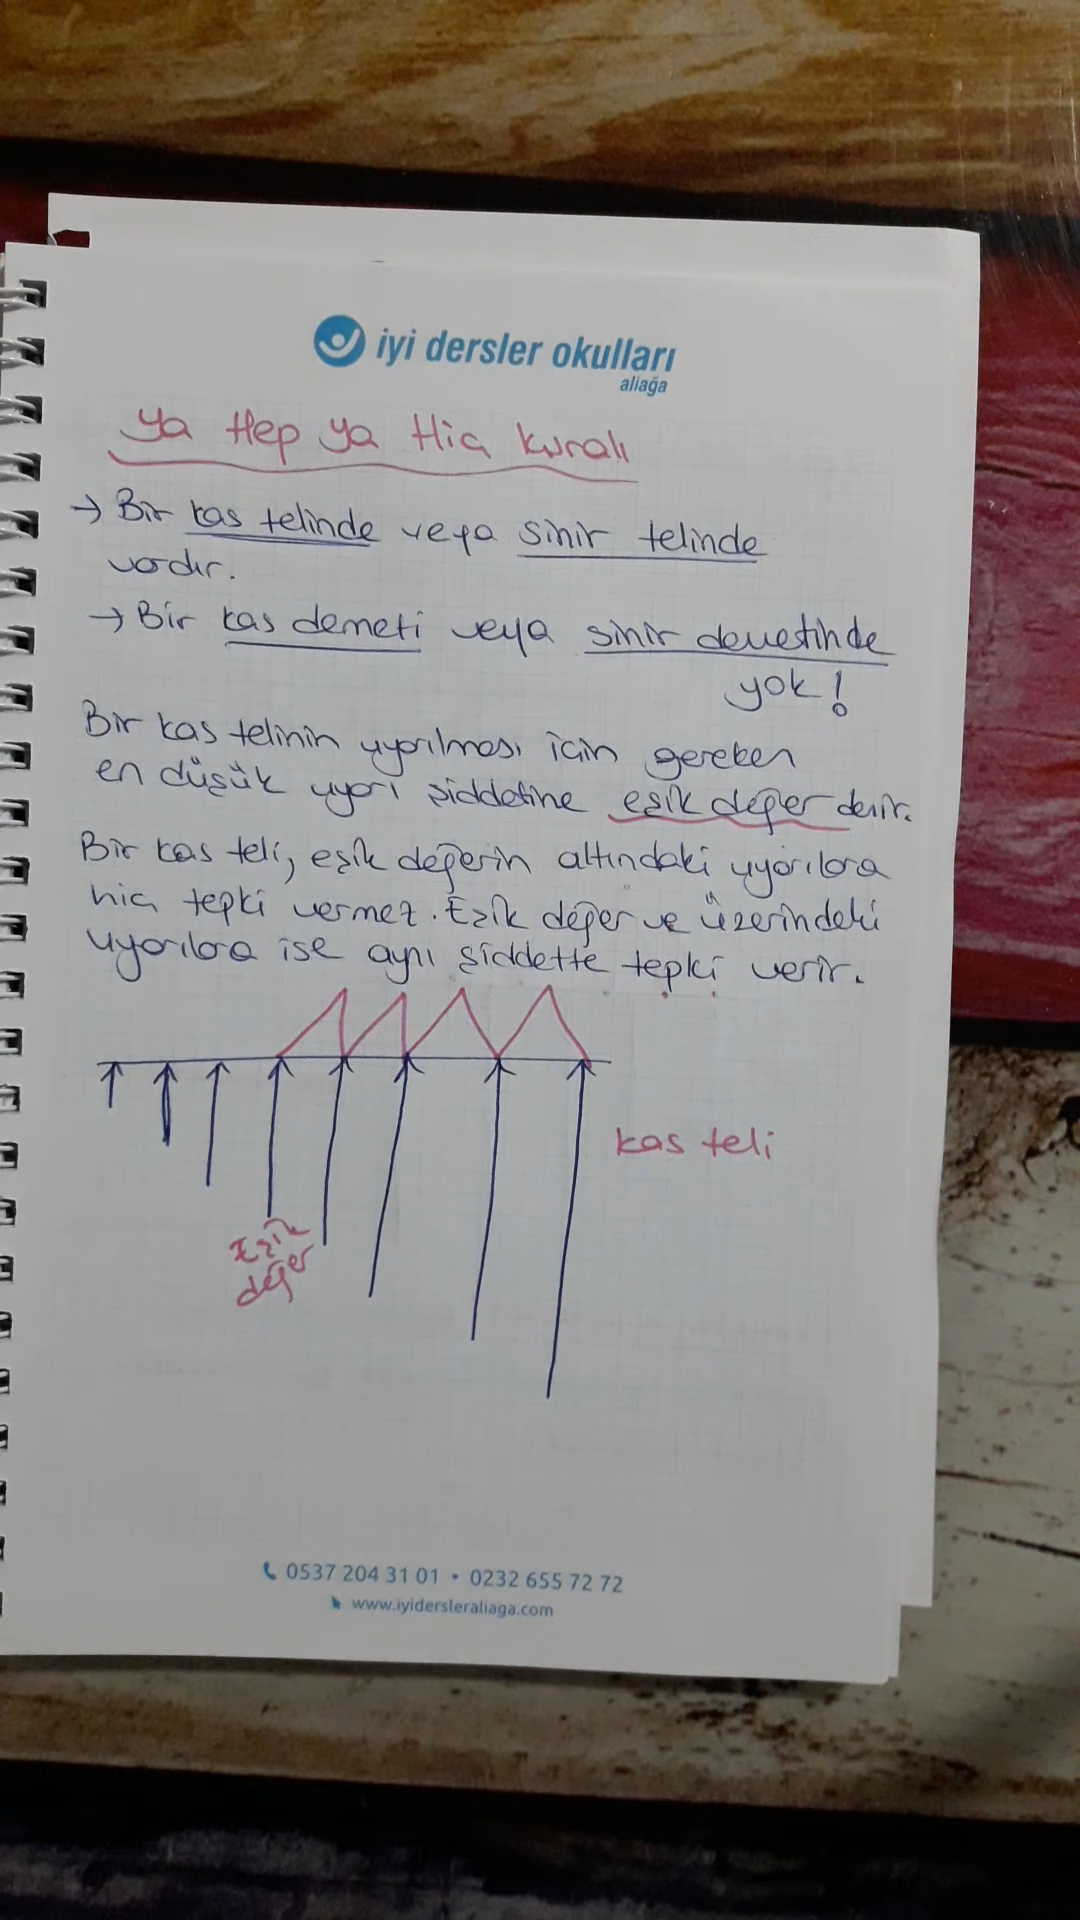 iyi dersler okulları
aliağa
Ya Hep ya Hiç kuralı
→ Bir kas telinde veya sinir telinde
vardır.
→ Bir kas demeti veya sinir demetinde
yok!
Bir kas telinin uyarılması için gereken
en düşük uyarı şiddetine eşik değer denir.
Bir kas teli, eşik değerin altındaki uyarılara
hiç tepki vermez. Eşik değer ve üzerindeki
uyarılara ise aynı şiddette tepki verir.
kas teli
Eşik
değer
0537 204 31 01 • 0232 655 72 72
www.iyidersleraliaga.com